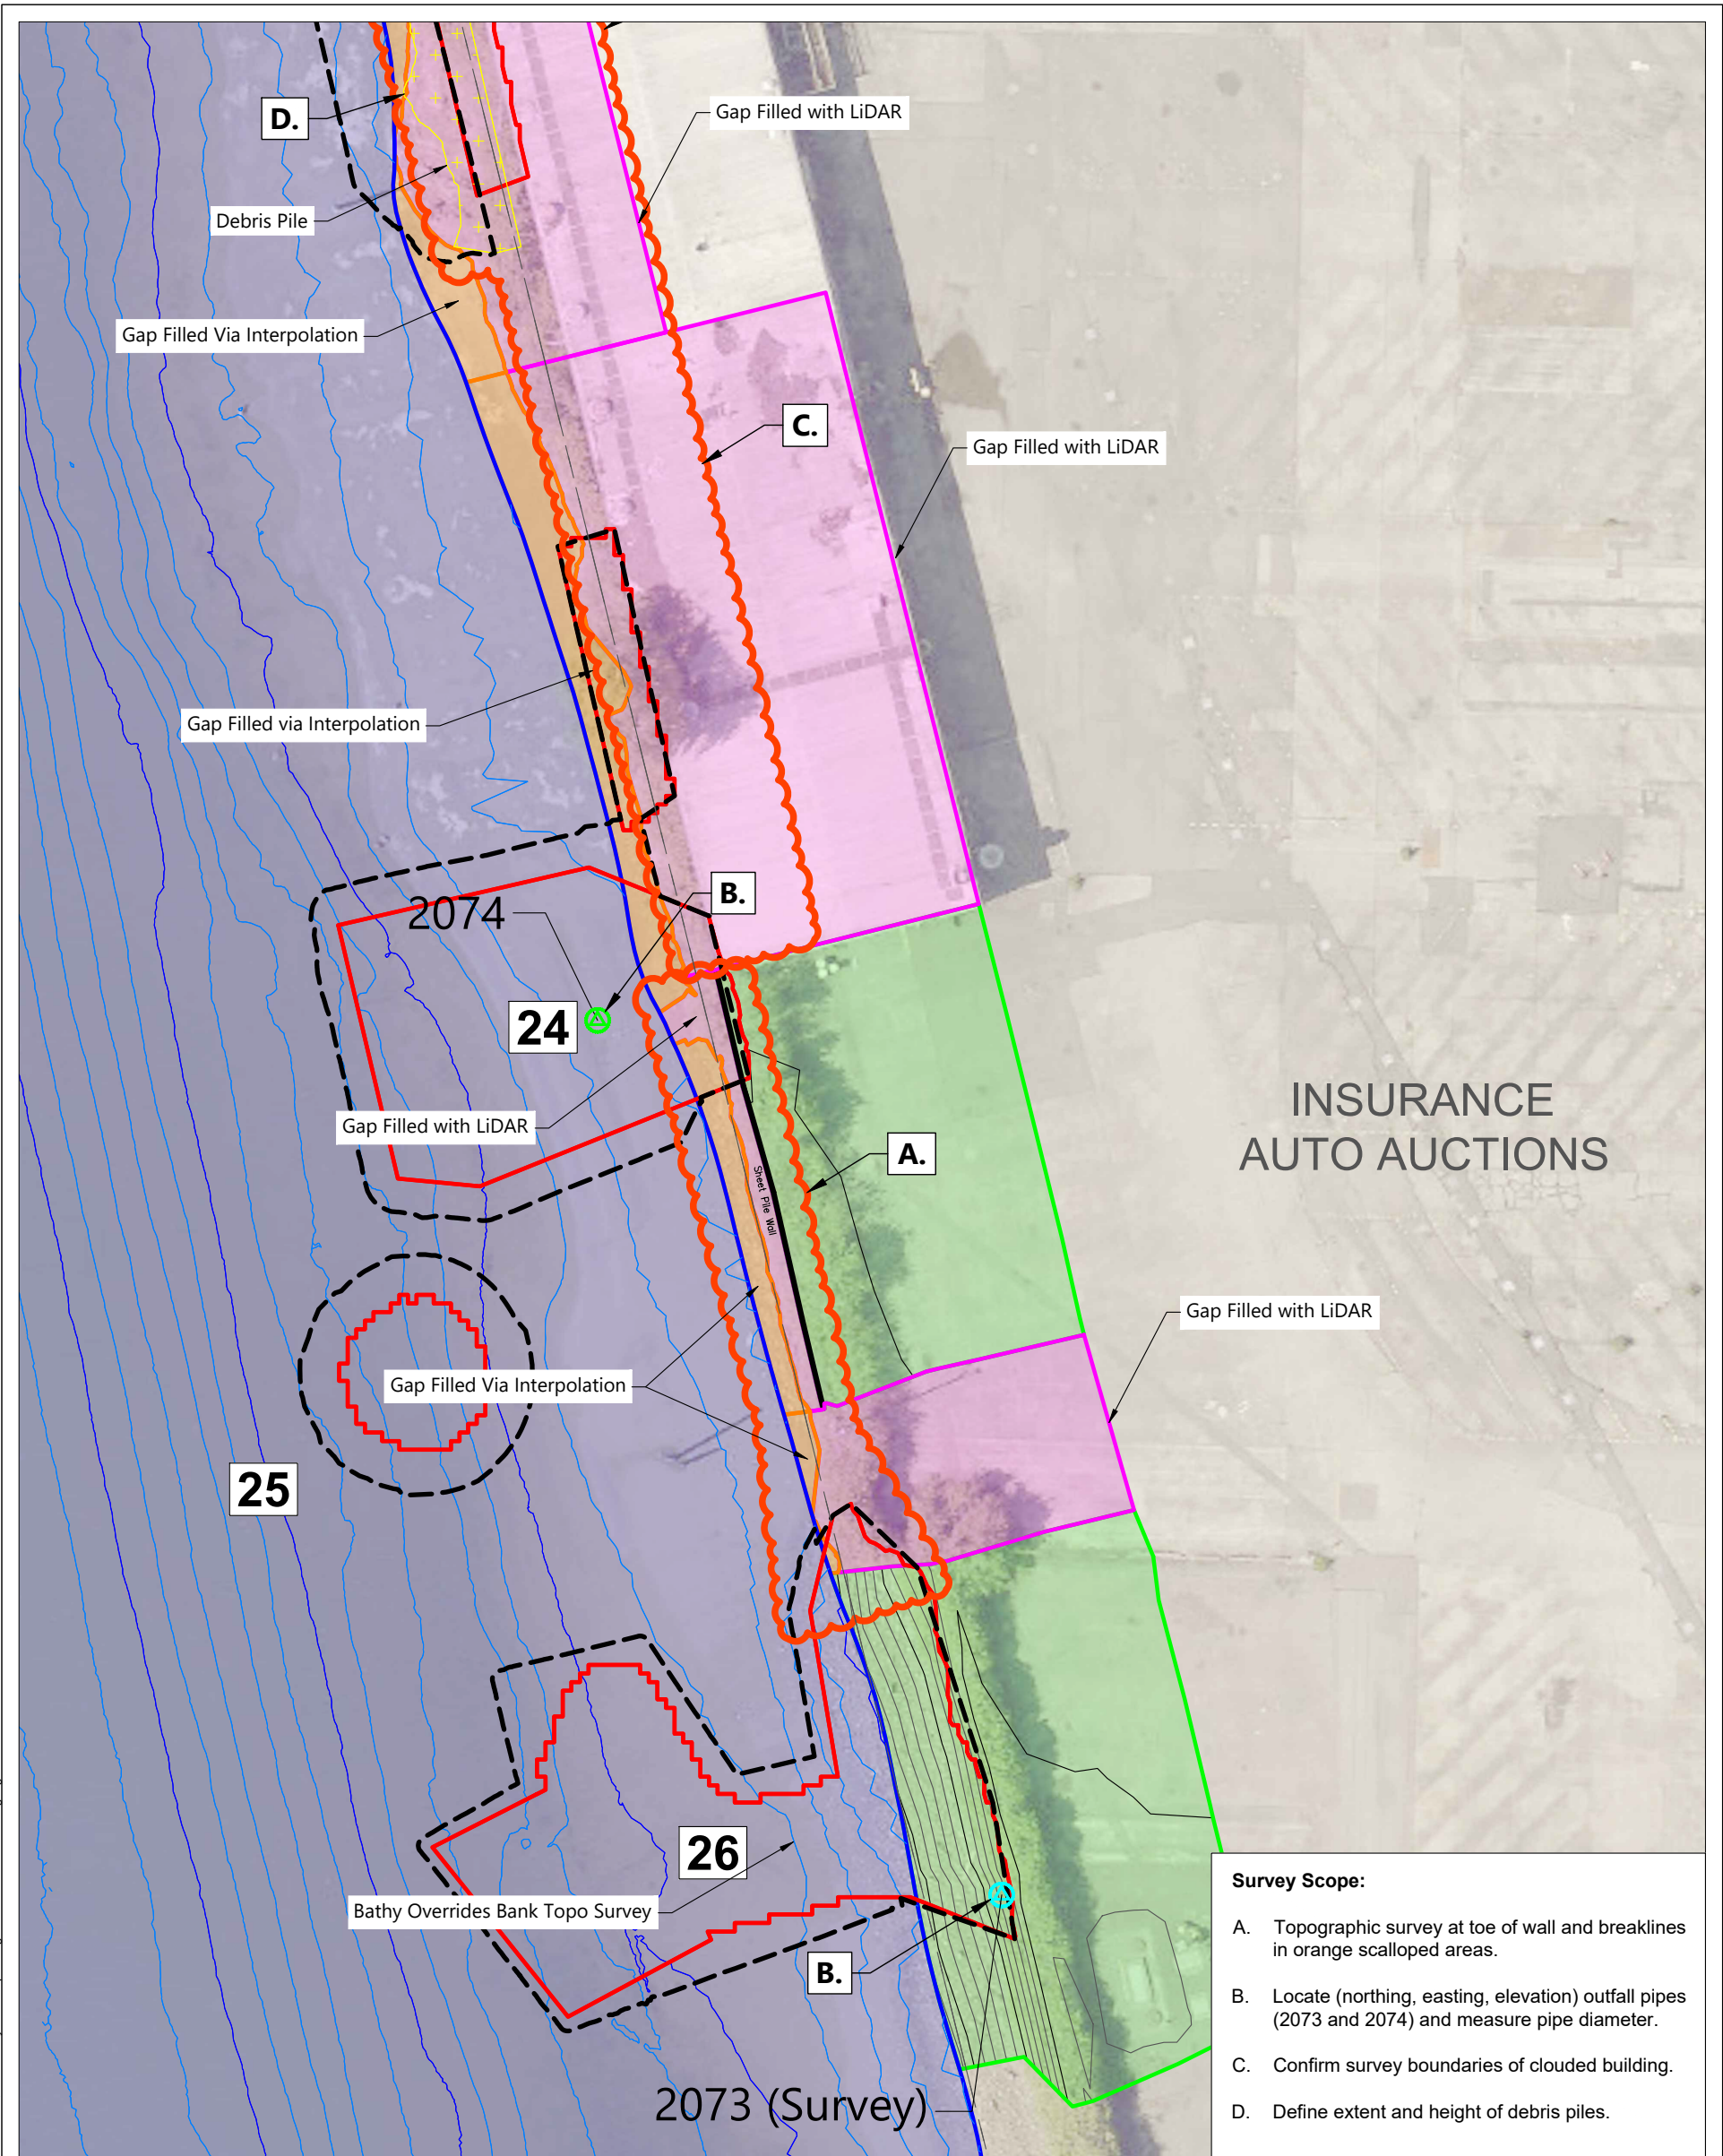 D.
Gap Filled with LiDAR
Debris Pile
Gap Filled Via Interpolation
C.
Gap Filled with LiDAR
Gap Filled via Interpolation
B.
2074
24
Gap Filled with LiDAR
A.
Sheet Pile Wall
INSURANCE
AUTO AUCTIONS
Gap Filled with LiDAR
Gap Filled Via Interpolation
25
26
Bathy Overrides Bank Topo Survey
B.
2073 (Survey)
Survey Scope:
A. Topographic survey at toe of wall and breaklines
in orange scalloped areas.
B. Locate (northing, easting, elevation) outfall pipes
(2073 and 2074) and measure pipe diameter.
C. Confirm survey boundaries of clouded building.
D. Define extent and height of debris piles.